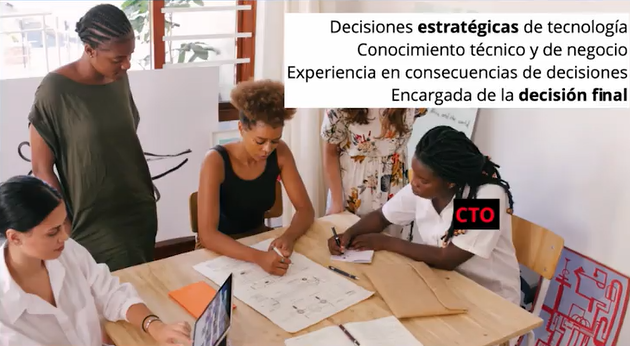 Decisiones estratégicas de tecnología
Conocimiento técnico y de negocio
Experiencia en consecuencias de decisiones
Encargada de la decisión final
CTO